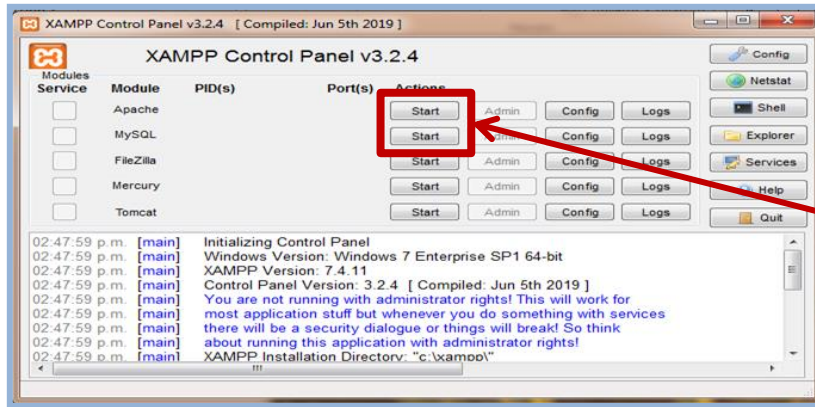 XAMPP Control Panel v3.2.4 [ Compiled: Jun 5th 2019 ]
XAMPP Control Panel v3.2.4
Config
Modules
Service Module PID(s) Port(s) Actions
Netstat
Apache Start Admin Config Logs
Shell
MySQL Start Admin Config Logs
Explorer
FileZilla Start Admin Config Logs
Services
Mercury Start Admin Config Logs
Help
Tomcat Start Admin Config Logs
Quit
02:47:59 p.m. [main] Initializing Control Panel
02:47:59 p.m. [main] Windows Version: Windows 7 Enterprise SP1 64-bit
02:47:59 p.m. [main] XAMPP Version: 7.4.11
02:47:59 p.m. [main] Control Panel Version: 3.2.4 [ Compiled: Jun 5th 2019 ]
02:47:59 p.m. [main] You are not running with administrator rights! This will work for
02:47:59 p.m. [main] most application stuff but whenever you do something with services
02:47:59 p.m. [main] there will be a security dialogue or things will break! So think
02:47:59 p.m. [main] about running this application with administrator rights!
02:47:59 p.m. [main] XAMPP Installation Directory: "c:\xampp\"